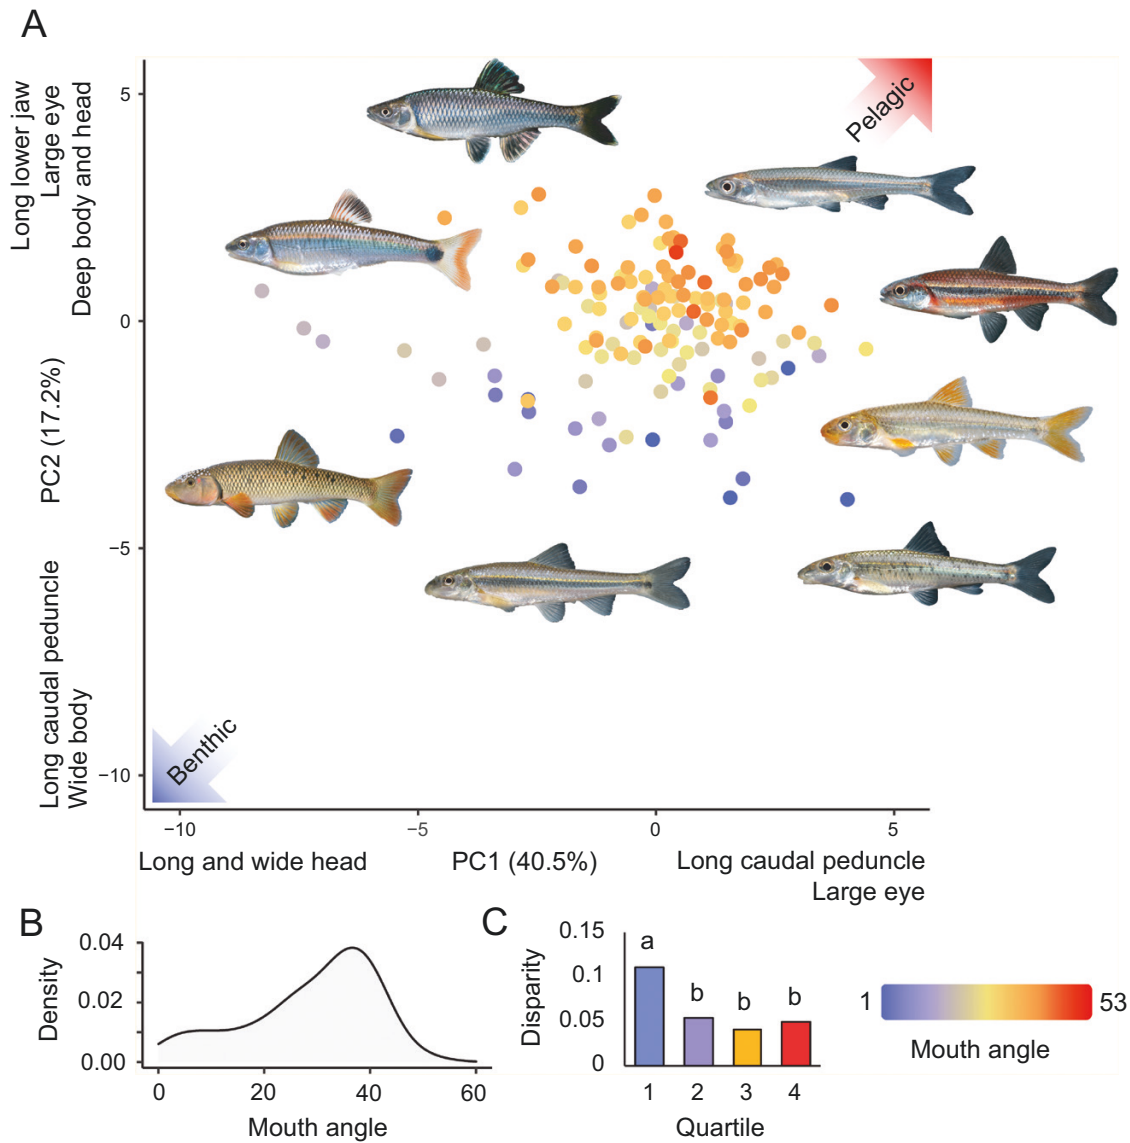 A
Long lower jaw
Large eye
Deep body and head
PC2 (17.2%)
Long caudal peduncle
Wide body
5
0
−5
−10
Pelagic
Benthic
−10
−5
0
5
Long and wide head
PC1 (40.5%)
Long caudal peduncle
Large eye
B
Density
0.04
0.02
0.00
0
20
40
60
Mouth angle
C
Disparity
0.15
0.1
0.05
0
a
b
b
b
1
2
3
4
Quartile
1
53
Mouth angle